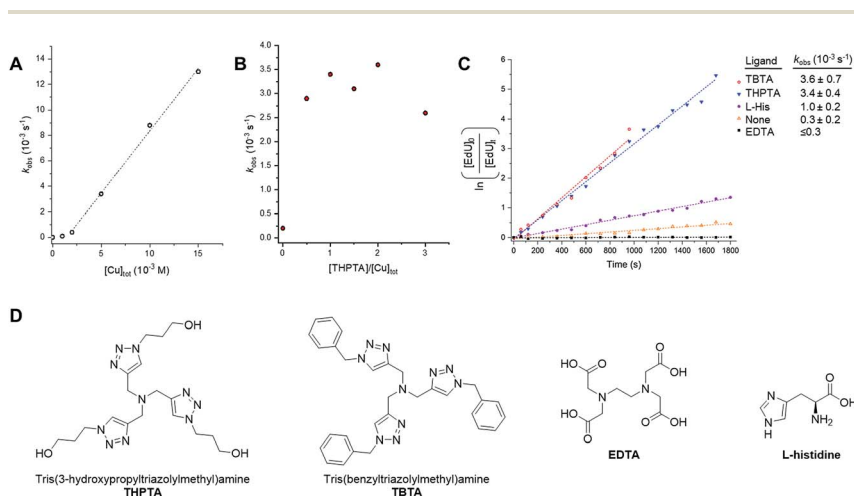 A
k_obs (10⁻³ s⁻¹)
14
12
10
8
6
4
2
0
0
5
10
15
[Cu]_tot (10⁻³ M)
B
k_obs (10⁻³ s⁻¹)
4.0
3.5
3.0
2.5
2.0
1.5
1.0
0.5
0.0
0
1
2
3
[THPTA]/[Cu]_tot
C
ln ([EdU]_0 / [EdU]_t)
6
5
4
3
2
1
0
0 200 400 600 800 1000 1200 1400 1600 1800
Time (s)
Ligand k_obs (10⁻³ s⁻¹)
TBTA 3.6 ± 0.7
THPTA 3.4 ± 0.4
L-His 1.0 ± 0.2
None 0.3 ± 0.2
EDTA ≤0.3
D
OH
N N
N
N
N
N
N
N N
N
HO
OH
Tris(3-hydroxypropyltriazolylmethyl)amine
THPTA
N N
N
N
N
N
N
N
N N
Tris(benzyltriazolylmethyl)amine
TBTA
O
HO
O
OH
N
N
HO
O
O
OH
EDTA
O
N
OH
N
H
NH₂
L-histidine